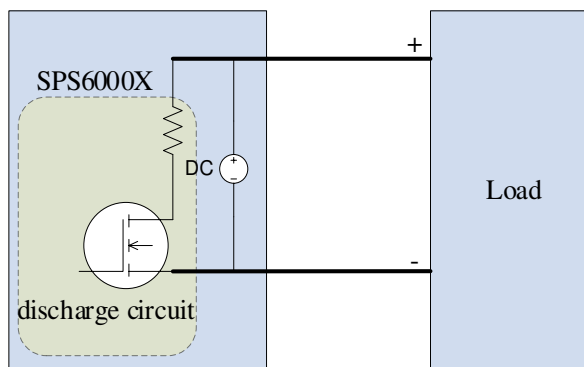 +
SPS6000X
DC
+
-
Load
-
discharge circuit